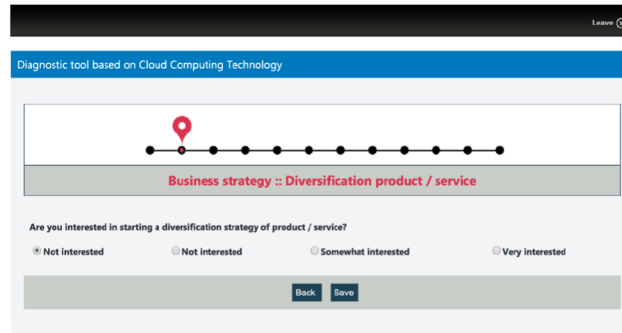 Leave
Diagnostic tool based on Cloud Computing Technology
Business strategy :: Diversification product / service
Are you interested in starting a diversification strategy of product / service?
Not interested Not interested Somewhat interested Very interested
Back Save